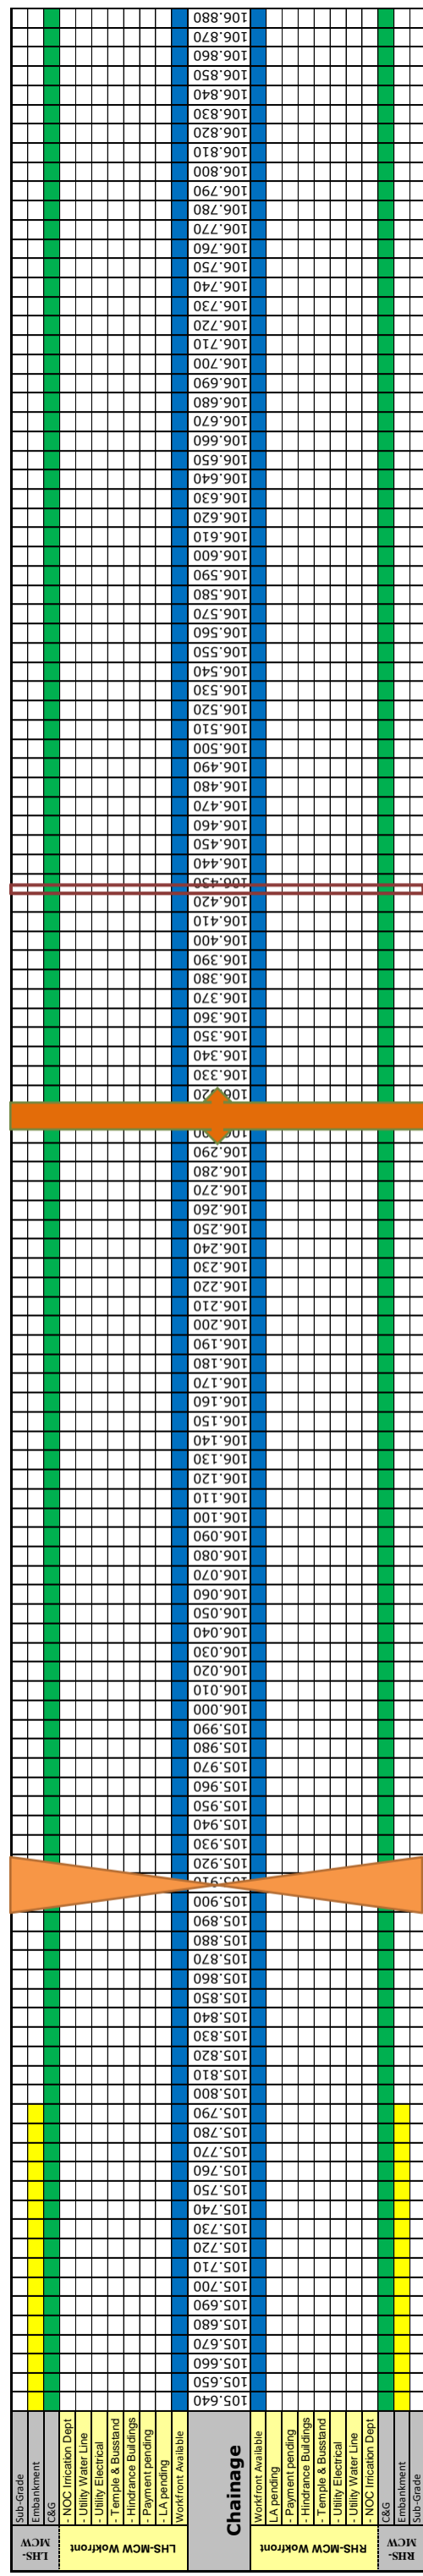 LHS-
MCW
Sub-Grade
Embankment
C&G
LHS-MCW Wokfront
- NOC Irrication Dept
- Utility Water Line
- Utility Electrical
- Temple & Busstand
- Hindrance Buildings
- Payment pending
- LA pending
Workfront Available
Chainage 105.640 105.650 105.660 105.670 105.680 105.690 105.700 105.710 105.720 105.730 105.740 105.750 105.760 105.770 105.780 105.790 105.800 105.810 105.820 105.830 105.840 105.850 105.860 105.870 105.880 105.890 105.900 105.910 105.920 105.930 105.940 105.950 105.960 105.970 105.980 105.990 106.000 106.010 106.020 106.030 106.040 106.050 106.060 106.070 106.080 106.090 106.100 106.110 106.120 106.130 106.140 106.150 106.160 106.170 106.180 106.190 106.200 106.210 106.220 106.230 106.240 106.250 106.260 106.270 106.280 106.290 106.330 106.340 106.350 106.360 106.370 106.380 106.390 106.400 106.410 106.420 106.430 106.440 106.450 106.460 106.470 106.480 106.490 106.500 106.510 106.520 106.530 106.540 106.550 106.560 106.570 106.580 106.590 106.600 106.610 106.620 106.630 106.640 106.650 106.660 106.670 106.680 106.690 106.700 106.710 106.720 106.730 106.740 106.750 106.760 106.770 106.780 106.790 106.800 106.810 106.820 106.830 106.840 106.850 106.860 106.870 106.880
RHS-MCW Wokfront
Workfront Available
LA pending
- Payment pending
- Hindrance Buildings
- Temple & Busstand
- Utility Electrical
- Utility Water Line
- NOC Irrication Dept
RHS-
MCW
C&G
Embankment
Sub-Grade